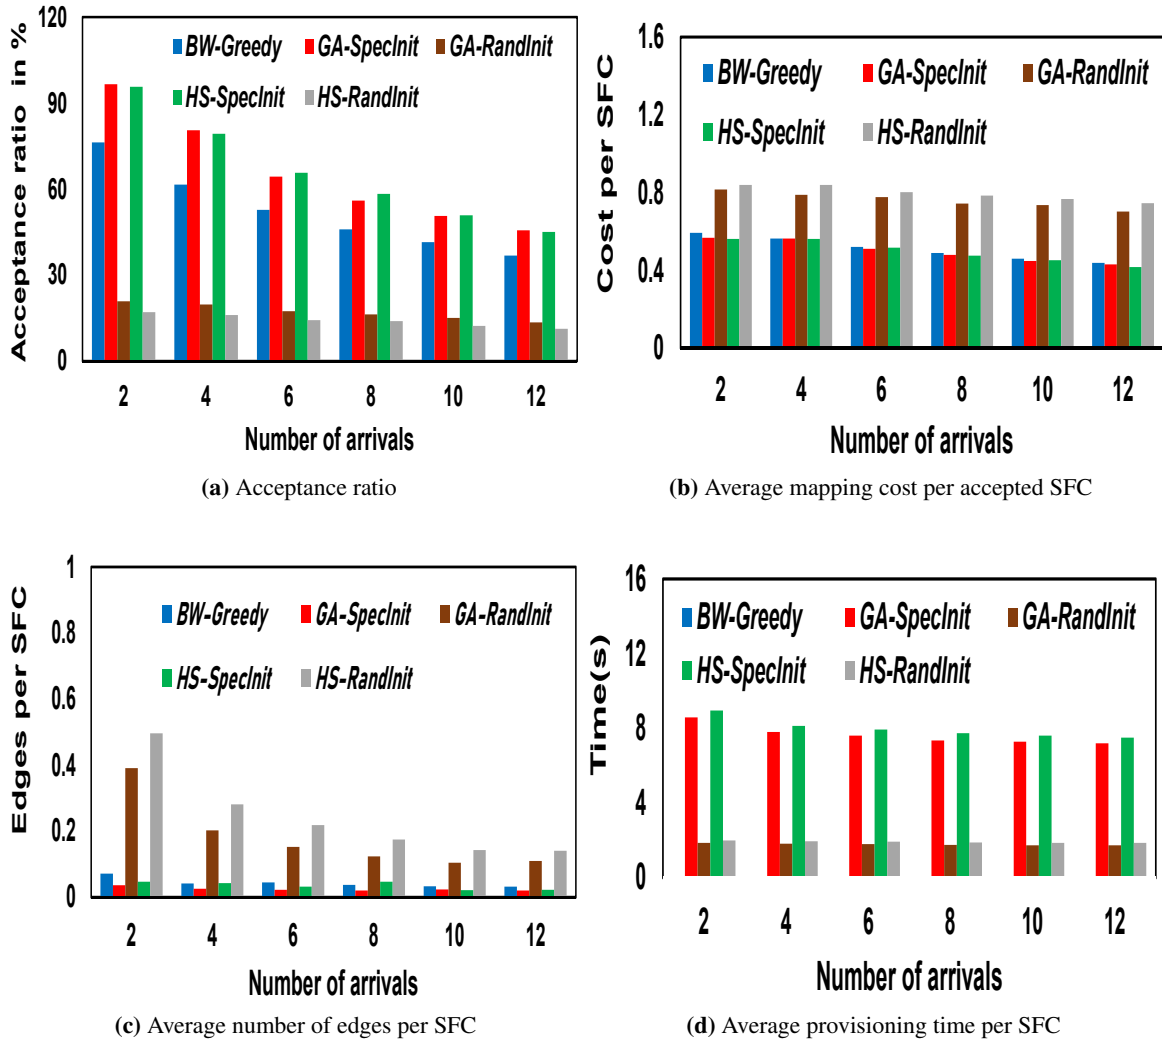 120
90
60
30
0
Acceptance ratio in %
BW-Greedy GA-SpecInit GA-RandInit
HS-SpecInit HS-RandInit
2 4 6 8 10 12
Number of arrivals
(a) Acceptance ratio
1.6
1.2
0.8
0.4
0
Cost per SFC
BW-Greedy GA-SpecInit GA-RandInit
HS-SpecInit HS-RandInit
2 4 6 8 10 12
Number of arrivals
(b) Average mapping cost per accepted SFC
1
0.8
0.6
0.4
0.2
0
Edges per SFC
BW-Greedy GA-SpecInit GA-RandInit
HS-SpecInit HS-RandInit
2 4 6 8 10 12
Number of arrivals
(c) Average number of edges per SFC
16
12
8
4
0
Time(s)
BW-Greedy GA-SpecInit GA-RandInit
HS-SpecInit HS-RandInit
2 4 6 8 10 12
Number of arrivals
(d) Average provisioning time per SFC